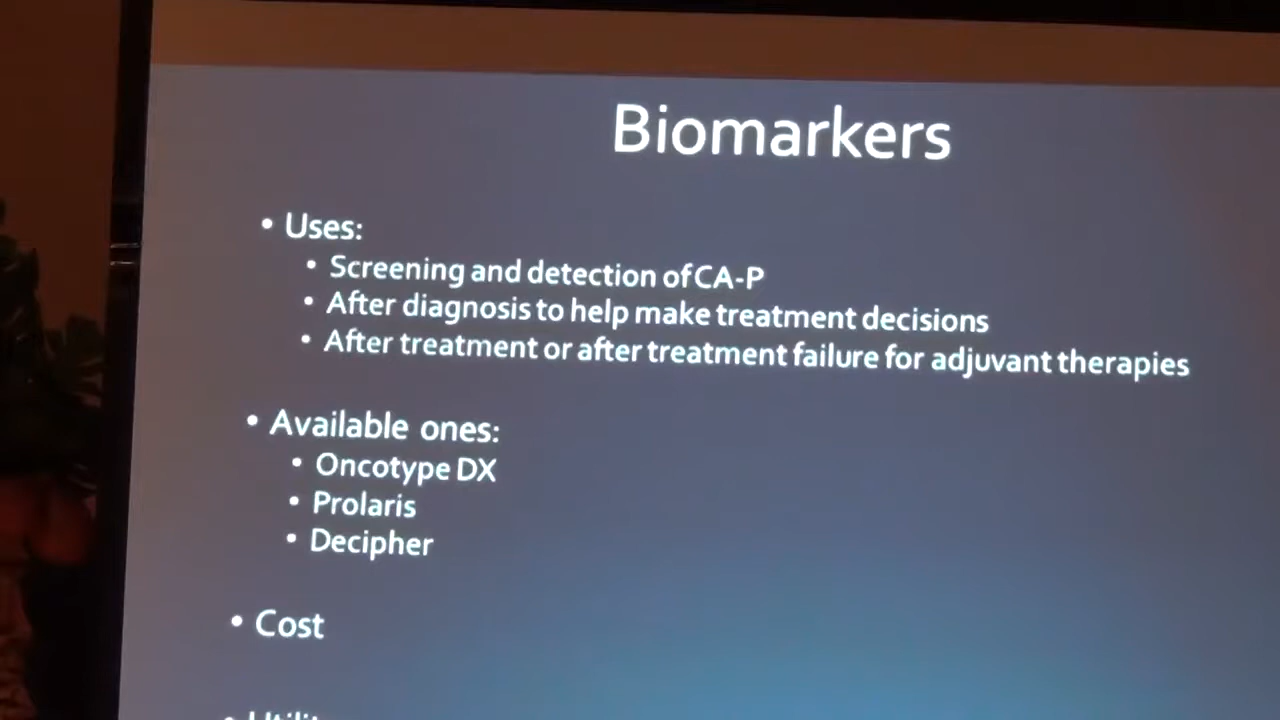 Biomarkers
• Uses:
• Screening and detection of CA-P
• After diagnosis to help make treatment decisions
• After treatment or after treatment failure for adjuvant therapies
• Available ones:
• Oncotype DX
• Prolaris
• Decipher
• Cost